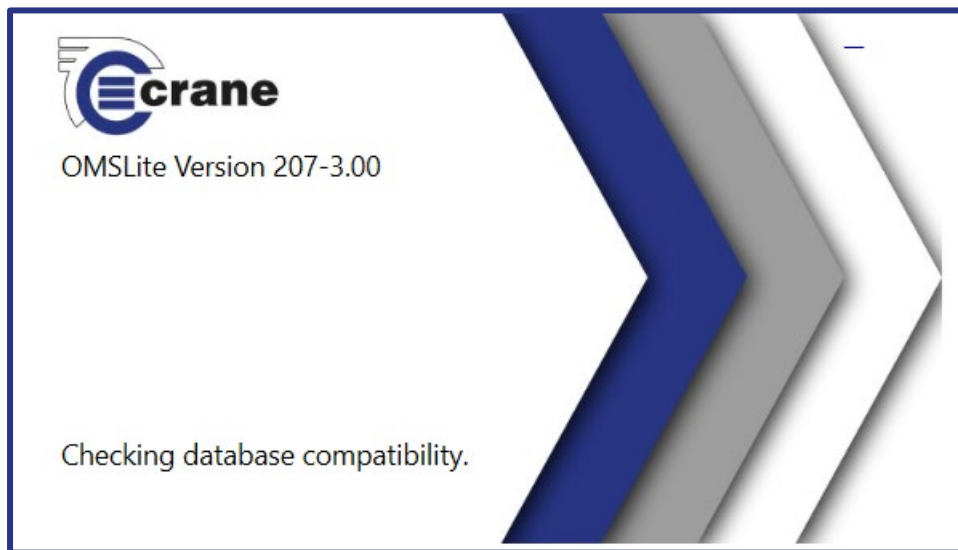 crane
OMSLite Version 207-3.00
Checking database compatibility.